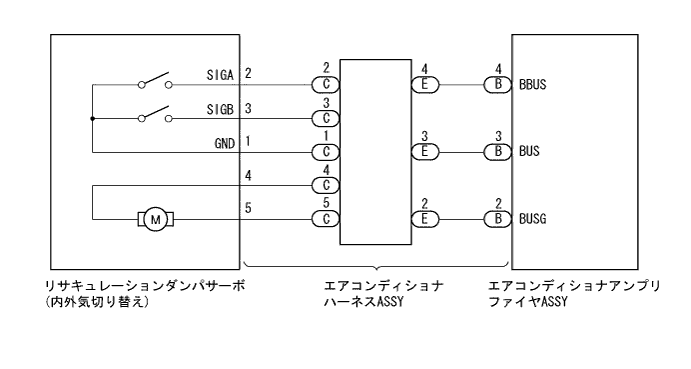 SIGA 2
2
C
4
E
4
B
BBUS
SIGB 3
3
C
GND 1
1
C
3
E
3
B
BUS
4
4
C
M
5
5
C
2
E
2
B
BUSG
リサキュレーションダンパサーボ
(内外気切り替え)
エアコンディショナ
ハーネスASSY
エアコンディショナアンプリ
ファイヤASSY